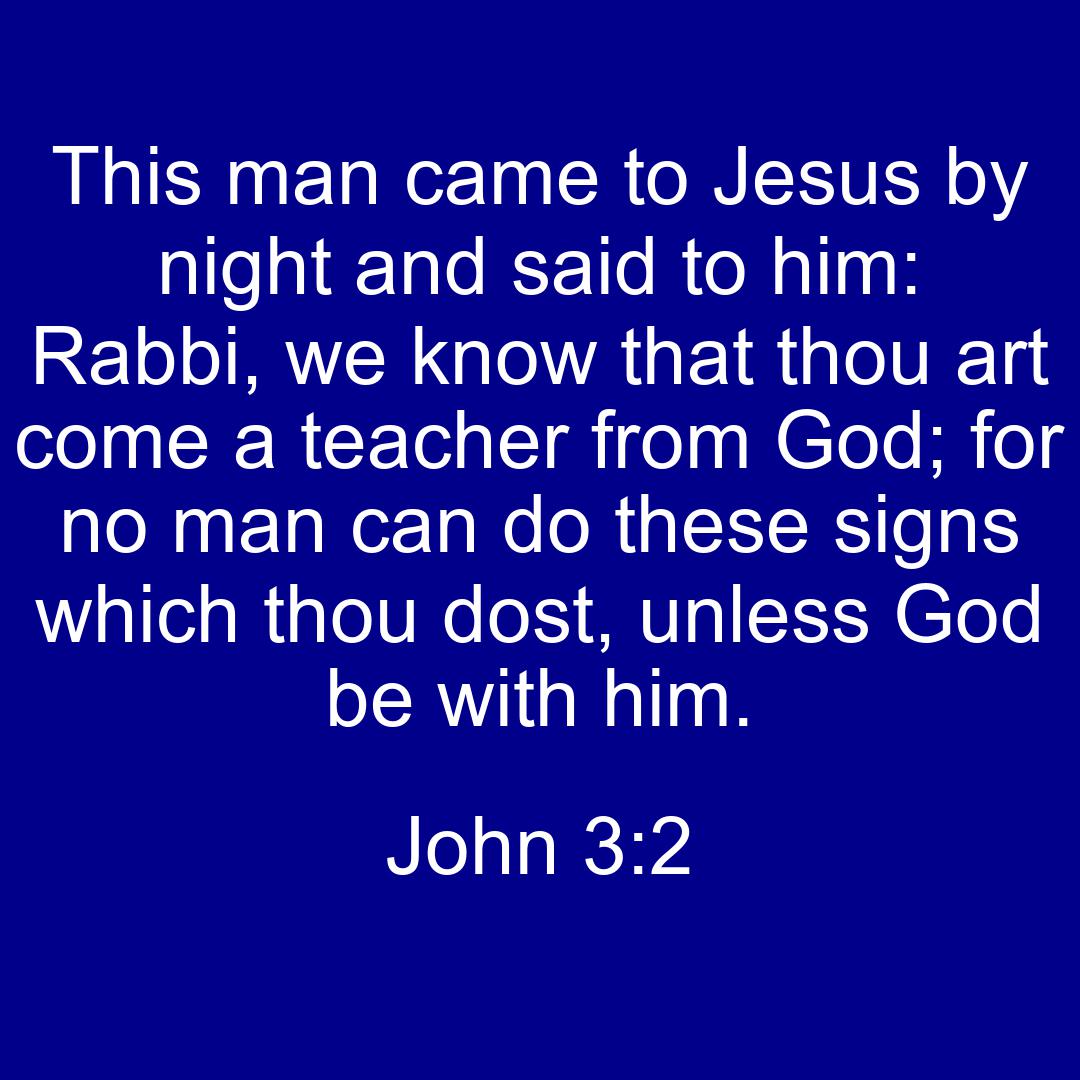 This man came to Jesus by
night and said to him:
Rabbi, we know that thou art
come a teacher from God; for
no man can do these signs
which thou dost, unless God
be with him.
John 3:2